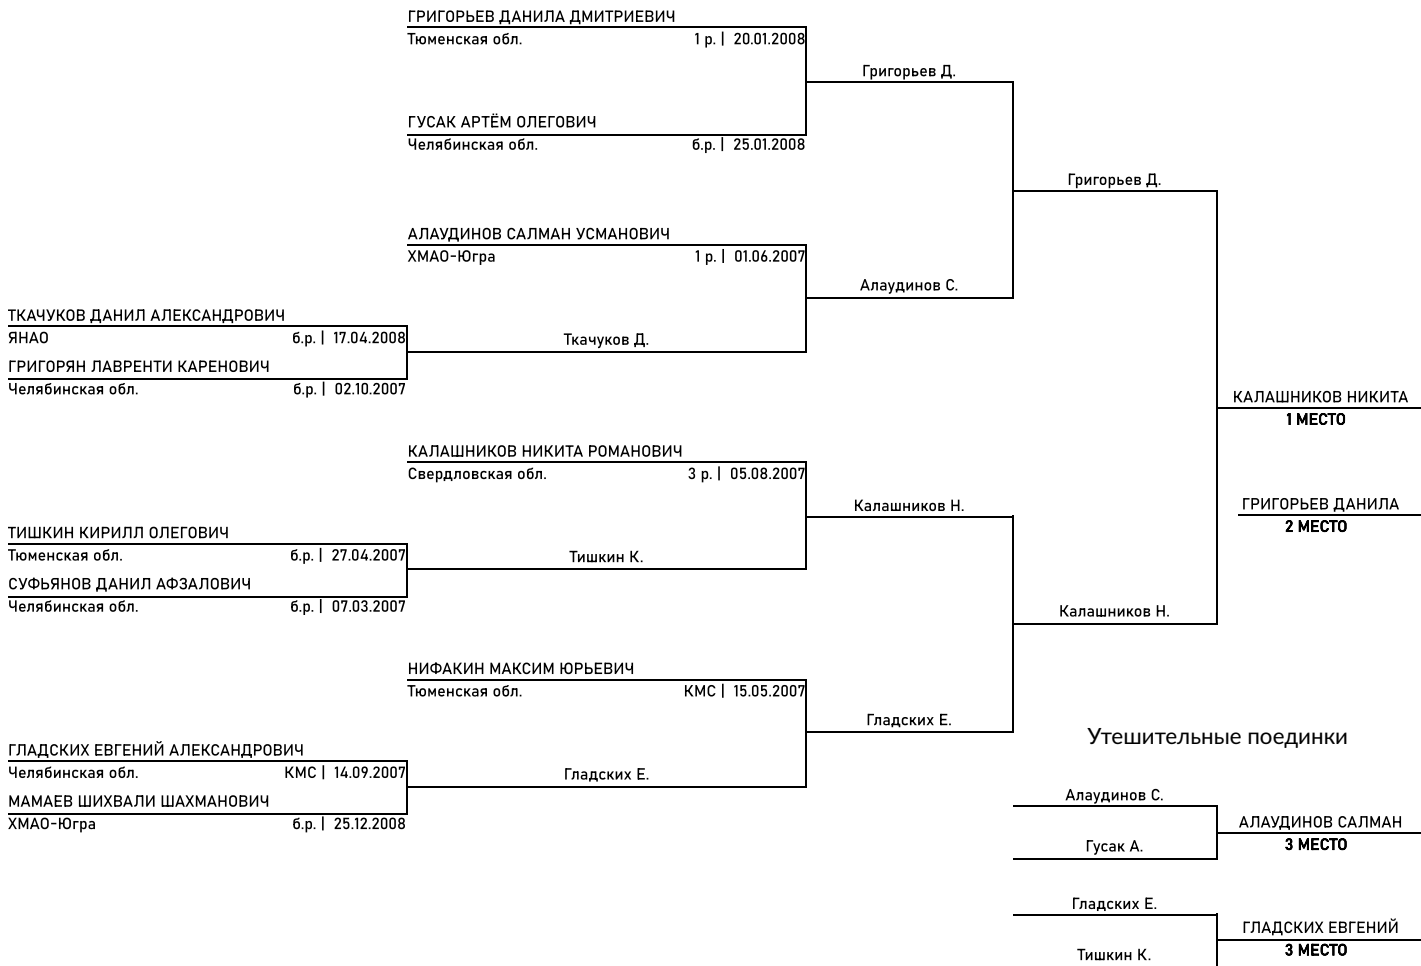 ГРИГОРЬЕВ ДАНИЛА ДМИТРИЕВИЧ
Тюменская обл. 1 р. | 20.01.2008
Григорьев Д.
ГУСАК АРТЁМ ОЛЕГОВИЧ
Челябинская обл. б.р. | 25.01.2008
Григорьев Д.
АЛАУДИНОВ САЛМАН УСМАНОВИЧ
ХМАО-Югра 1 р. | 01.06.2007
Алаудинов С.
ТКАЧУКОВ ДАНИЛ АЛЕКСАНДРОВИЧ
ЯНАО б.р. | 17.04.2008
Ткачуков Д.
ГРИГОРЯН ЛАВРЕНТИ КАРЕНОВИЧ
Челябинская обл. б.р. | 02.10.2007
КАЛАШНИКОВ НИКИТА
1 МЕСТО
КАЛАШНИКОВ НИКИТА РОМАНОВИЧ
Свердловская обл. 3 р. | 05.08.2007
Калашников Н.
ГРИГОРЬЕВ ДАНИЛА
2 МЕСТО
ТИШКИН КИРИЛЛ ОЛЕГОВИЧ
Тюменская обл. б.р. | 27.04.2007
Тишкин К.
СУФЬЯНОВ ДАНИЛ АФЗАЛОВИЧ
Челябинская обл. б.р. | 07.03.2007
Калашников Н.
НИФАКИН МАКСИМ ЮРЬЕВИЧ
Тюменская обл. КМС | 15.05.2007
Гладских Е.
Утешительные поединки
ГЛАДСКИХ ЕВГЕНИЙ АЛЕКСАНДРОВИЧ
Челябинская обл. КМС | 14.09.2007
Гладских Е.
МАМАЕВ ШИХВАЛИ ШАХМАНОВИЧ
ХМАО-Югра б.р. | 25.12.2008
Алаудинов С.
АЛАУДИНОВ САЛМАН
3 МЕСТО
Гусак А.
Гладских Е.
ГЛАДСКИХ ЕВГЕНИЙ
3 МЕСТО
Тишкин К.